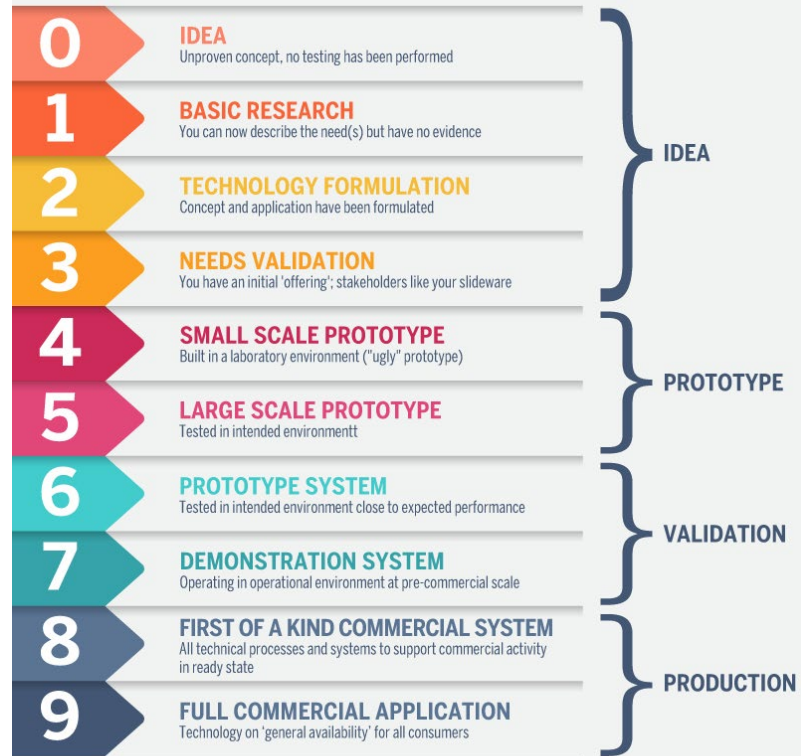 0
IDEA
Unproven concept, no testing has been performed
1
BASIC RESEARCH
You can now describe the need(s) but have no evidence
2
TECHNOLOGY FORMULATION
Concept and application have been formulated
3
NEEDS VALIDATION
You have an initial 'offering'; stakeholders like your slideware
IDEA
4
SMALL SCALE PROTOTYPE
Built in a laboratory environment ("ugly" prototype)
5
LARGE SCALE PROTOTYPE
Tested in intended environmentt
PROTOTYPE
6
PROTOTYPE SYSTEM
Tested in intended environment close to expected performance
7
DEMONSTRATION SYSTEM
Operating in operational environment at pre-commercial scale
VALIDATION
8
FIRST OF A KIND COMMERCIAL SYSTEM
All technical processes and systems to support commercial activity
in ready state
9
FULL COMMERCIAL APPLICATION
Technology on 'general availability' for all consumers
PRODUCTION